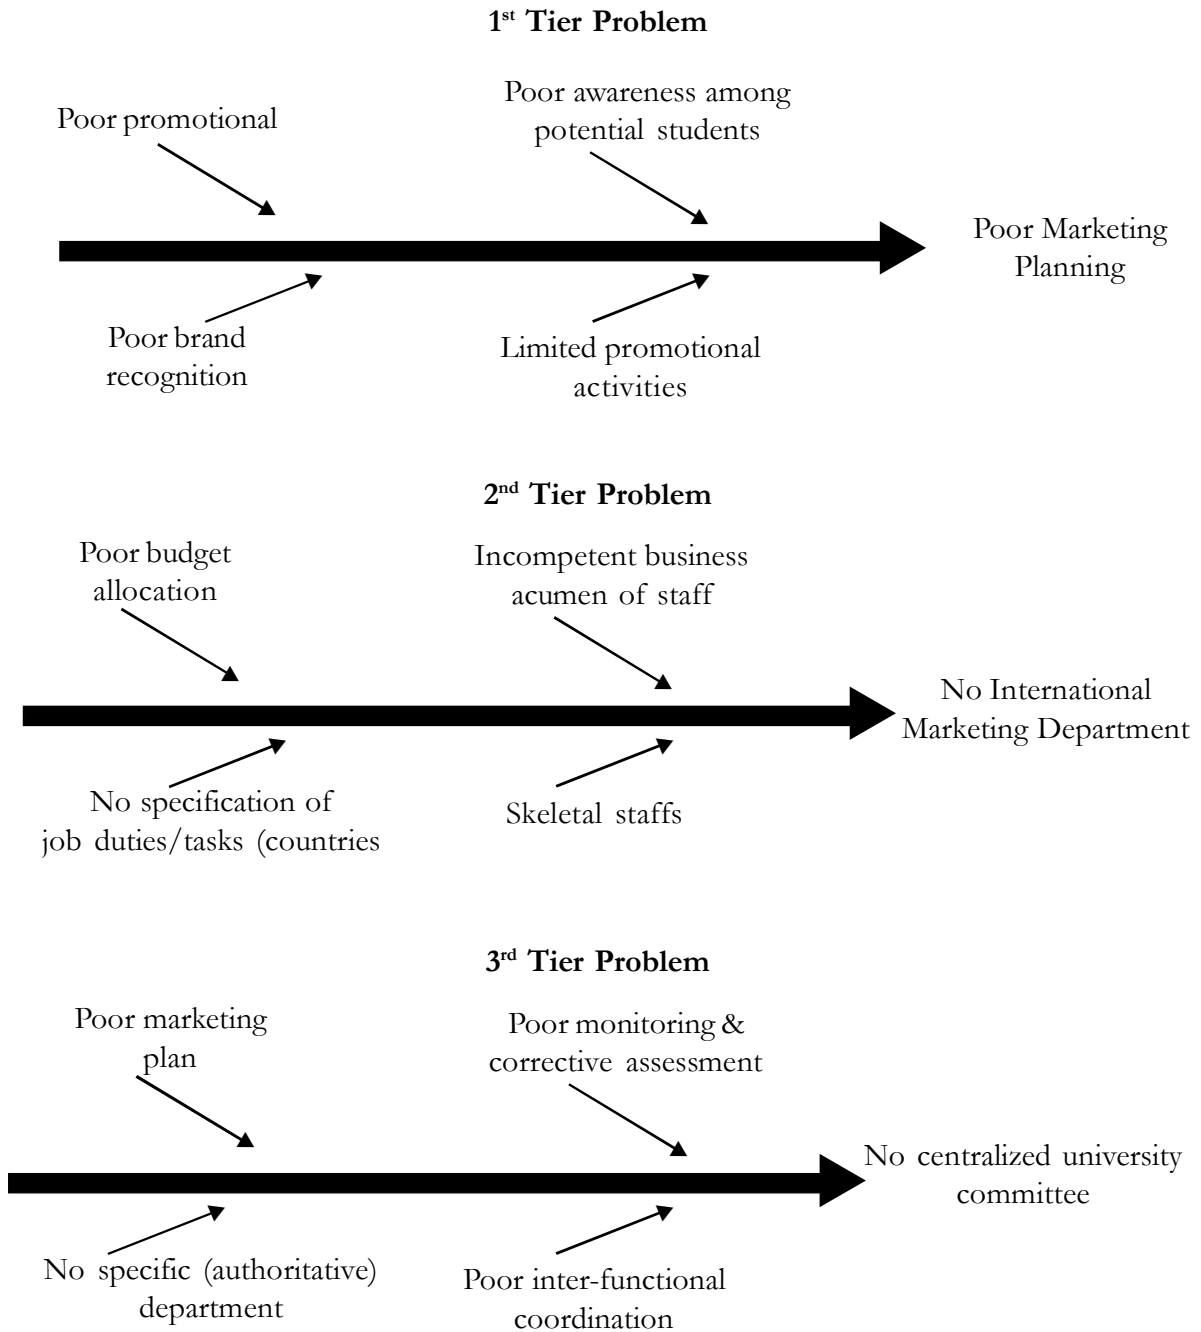 1st Tier Problem
Poor promotional
Poor awareness among
potential students
Poor Marketing
Planning
Poor brand
recognition
Limited promotional
activities
2nd Tier Problem
Poor budget
allocation
Incompetent business
acumen of staff
No International
Marketing Department
No specification of
job duties/tasks (countries
Skeletal staffs
3rd Tier Problem
Poor marketing
plan
Poor monitoring &
corrective assessment
No centralized university
committee
No specific (authoritative)
department
Poor inter-functional
coordination